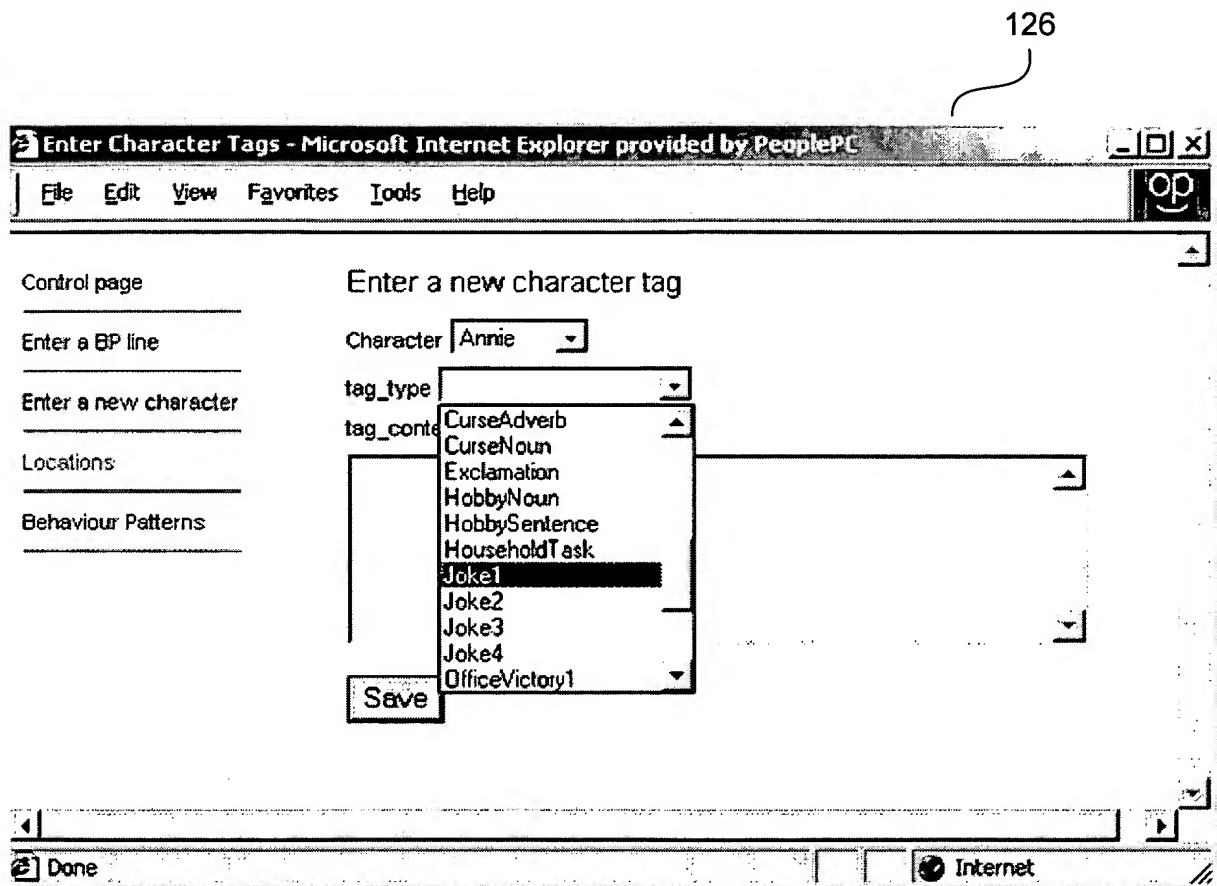 126
Enter Character Tags - Microsoft Internet Explorer provided by PeoplePC
File Edit View Favorites Tools Help
op
Control page
Enter a BP line
Enter a new character
Locations
Behaviour Patterns
Enter a new character tag
Character Annie
tag_type
tag_conte
CurseAdverb
CurseNoun
Exclamation
HobbyNoun
HobbySentence
HouseholdTask
Joke1
Joke2
Joke3
Joke4
OfficeVictory1
Save
Done Internet